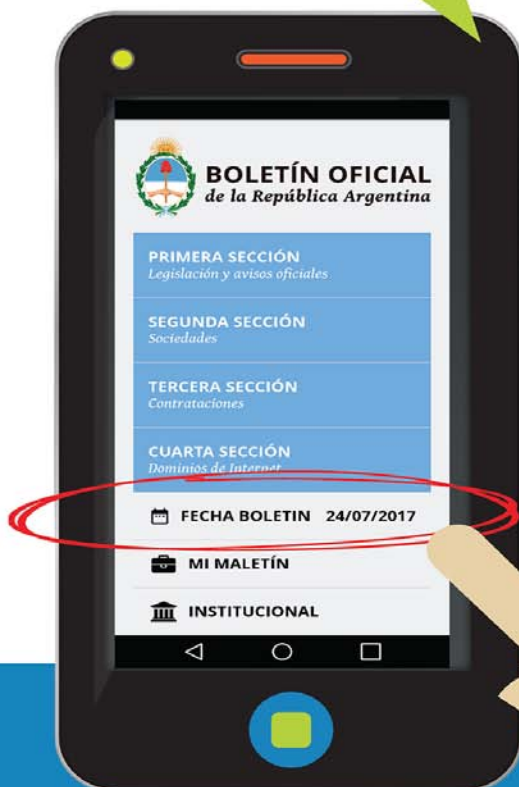 BOLETÍN OFICIAL
de la República Argentina
PRIMERA SECCIÓN
Legislación y avisos oficiales
SEGUNDA SECCIÓN
Sociedades
TERCERA SECCIÓN
Contrataciones
CUARTA SECCIÓN
Dominios de Internet
FECHA BOLETIN 24/07/2017
MI MALETÍN
INSTITUCIONAL